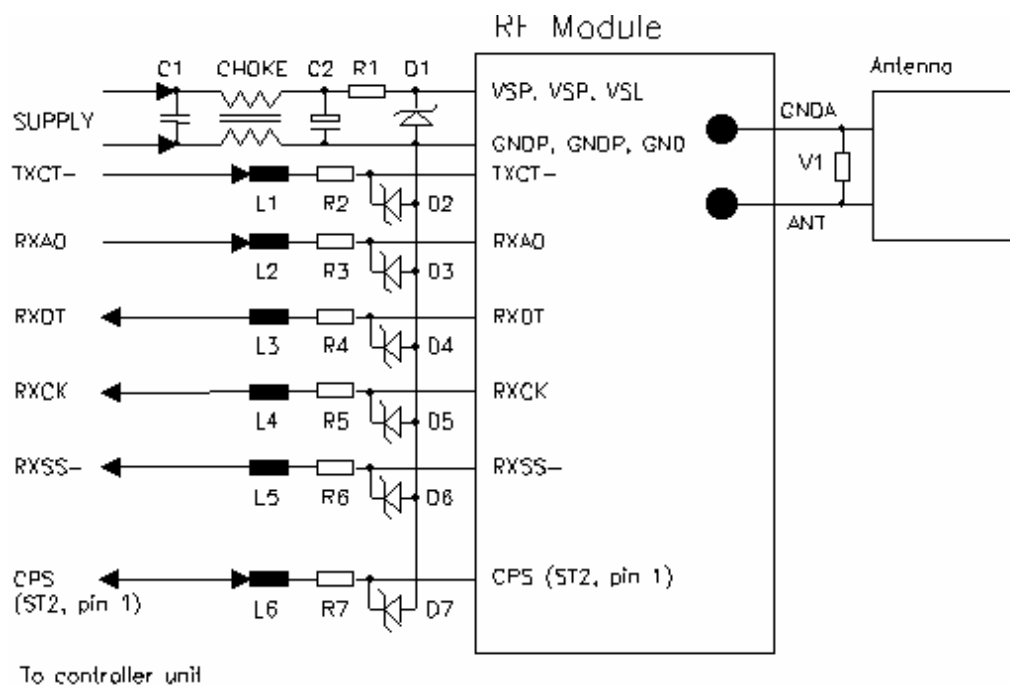 RF Module
C1 CHOKE C2 R1 D1
Antenna
VSP, VSP, VSL
GNDA
SUPPLY
GNDP, GNDP, GND
V1
TXCT-
TXCT-
L1 R2 D2
ANT
RXAO
RXAO
L2 R3 D3
RXDT
RXDT
L3 R4 D4
RXCK
RXCK
L4 R5 D5
RXSS-
RXSS-
L5 R6 D6
CPS
(ST2, pin 1)
CPS (ST2, pin 1)
L6 R7 D7
To controller unit